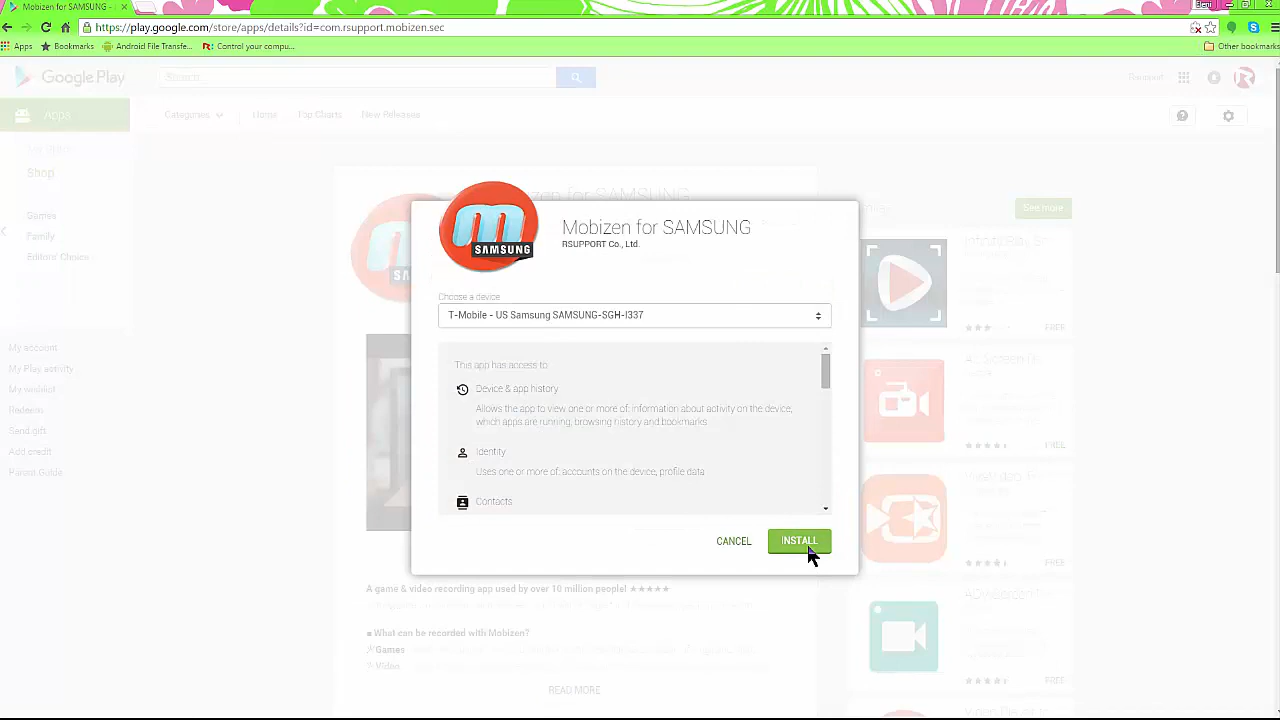 Mobizen for SAMSUNG -
https://play.google.com/store/apps/details?id=com.rsupport.mobizen.sec
Apps Bookmarks Android File Transfe... Control your compu... Other bookmarks
Google Play Search... Rsupport
Apps Categories Home Top Charts New Releases
Shop
Games
Family
Editors' Choice
My account
My Play activity
My wishlist
Redeem
Send gift
Add credit
Parent Guide
See more
m
SAMSUNG
Mobizen for SAMSUNG
RSUPPORT Co., Ltd.
Choose a device
T-Mobile - US Samsung SAMSUNG-SGH-I337
This app has access to:
Device & app history
Allows the app to view one or more of: information about activity on the device,
which apps are running, browsing history and bookmarks
Identity
Uses one or more of: accounts on the device, profile data
Contacts
CANCEL INSTALL
FREE
FREE
FREE
FREE
A game & video recording app used by over 10 million people! ★★★★★
■ What can be recorded with Mobizen?
Games
Video
READ MORE